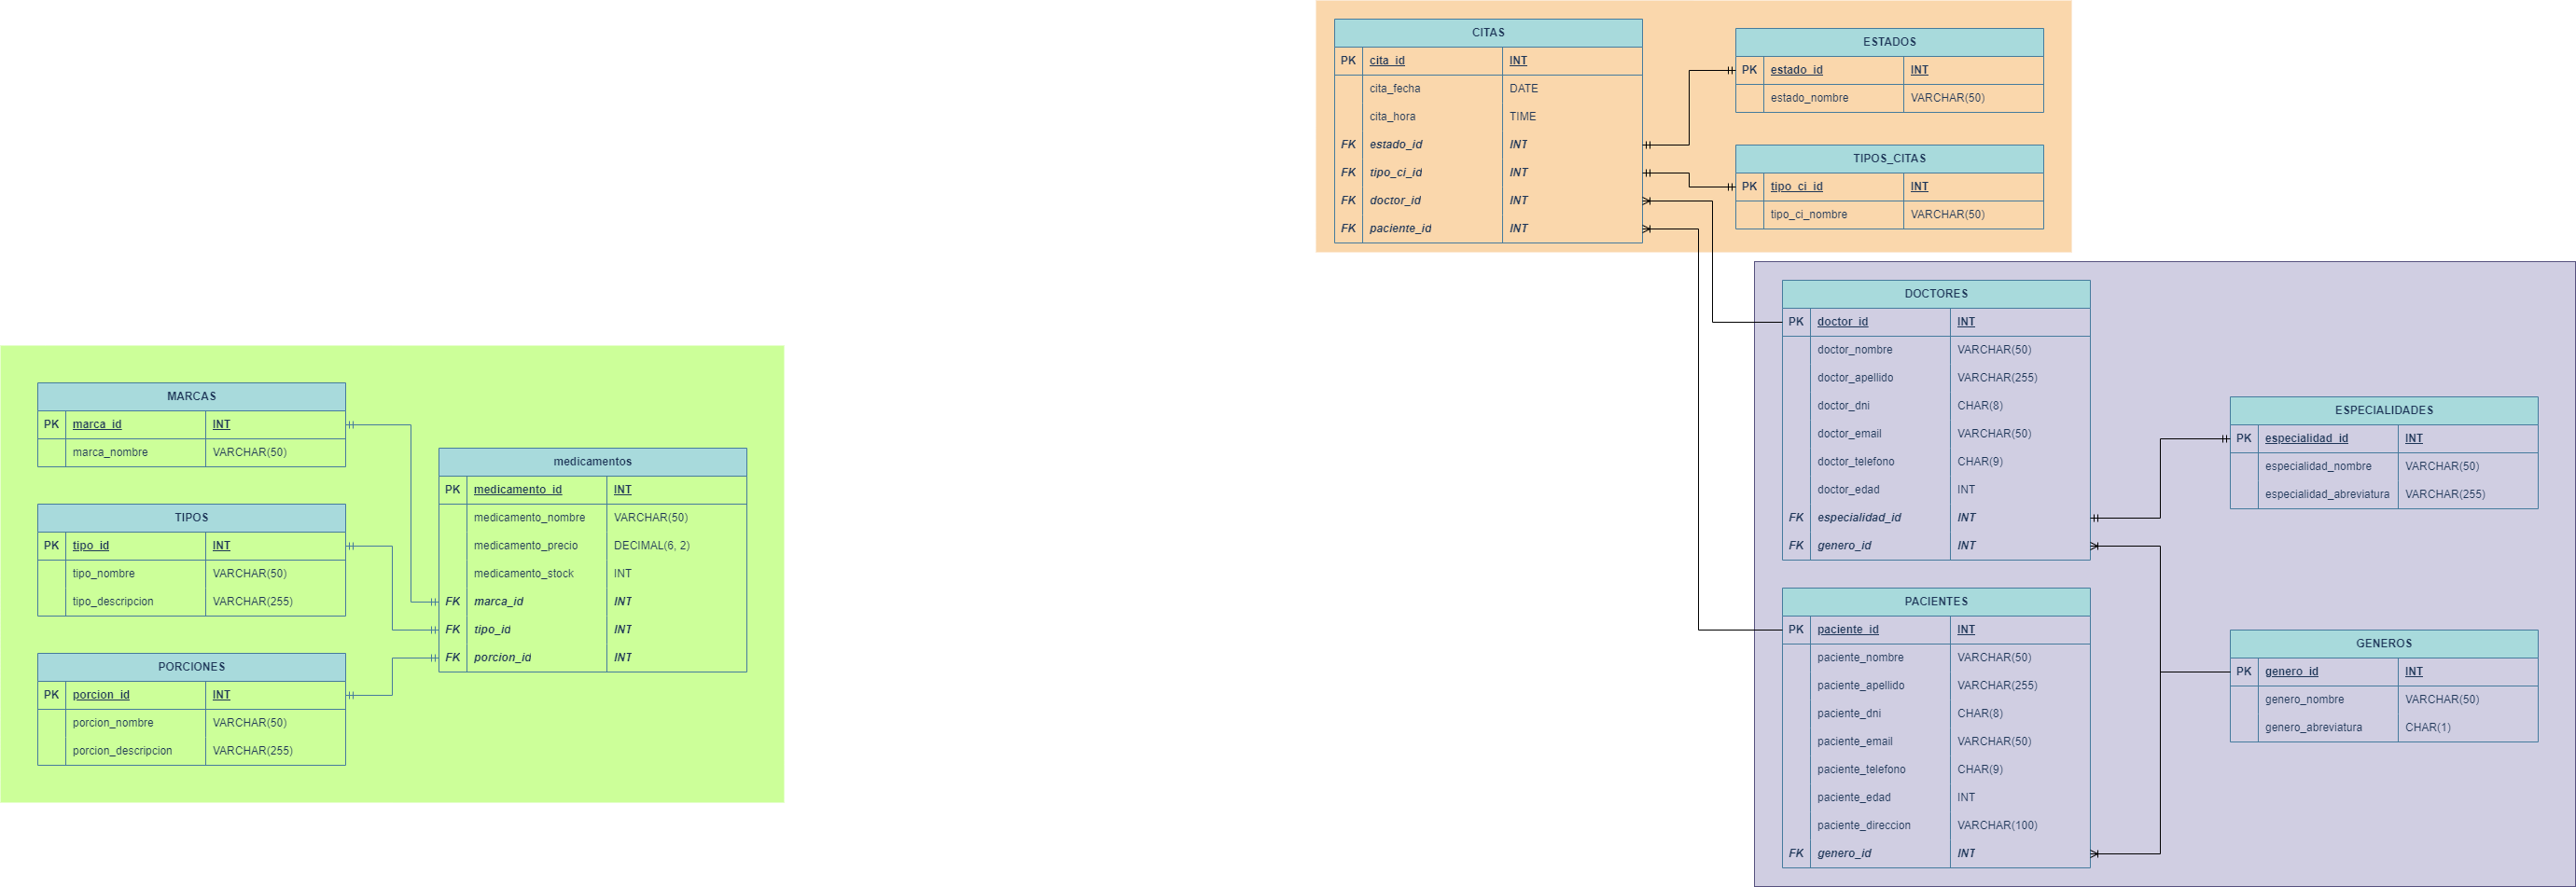 CITAS
PK cita_id INT
cita_fecha DATE
cita_hora TIME
FK estado_id INT
FK tipo_ci_id INT
FK doctor_id INT
FK paciente_id INT
ESTADOS
PK estado_id INT
estado_nombre VARCHAR(50)
TIPOS_CITAS
PK tipo_ci_id INT
tipo_ci_nombre VARCHAR(50)
DOCTORES
PK doctor_id INT
doctor_nombre VARCHAR(50)
doctor_apellido VARCHAR(255)
doctor_dni CHAR(8)
doctor_email VARCHAR(50)
doctor_telefono CHAR(9)
doctor_edad INT
FK especialidad_id INT
FK genero_id INT
ESPECIALIDADES
PK especialidad_id INT
especialidad_nombre VARCHAR(50)
especialidad_abreviatura VARCHAR(255)
PACIENTES
PK paciente_id INT
paciente_nombre VARCHAR(50)
paciente_apellido VARCHAR(255)
paciente_dni CHAR(8)
paciente_email VARCHAR(50)
paciente_telefono CHAR(9)
paciente_edad INT
paciente_direccion VARCHAR(100)
FK genero_id INT
GENEROS
PK genero_id INT
genero_nombre VARCHAR(50)
genero_abreviatura CHAR(1)
MARCAS
PK marca_id INT
marca_nombre VARCHAR(50)
TIPOS
PK tipo_id INT
tipo_nombre VARCHAR(50)
tipo_descripcion VARCHAR(255)
PORCIONES
PK porcion_id INT
porcion_nombre VARCHAR(50)
porcion_descripcion VARCHAR(255)
medicamentos
PK medicamento_id INT
medicamento_nombre VARCHAR(50)
medicamento_precio DECIMAL(6, 2)
medicamento_stock INT
FK marca_id INT
FK tipo_id INT
FK porcion_id INT